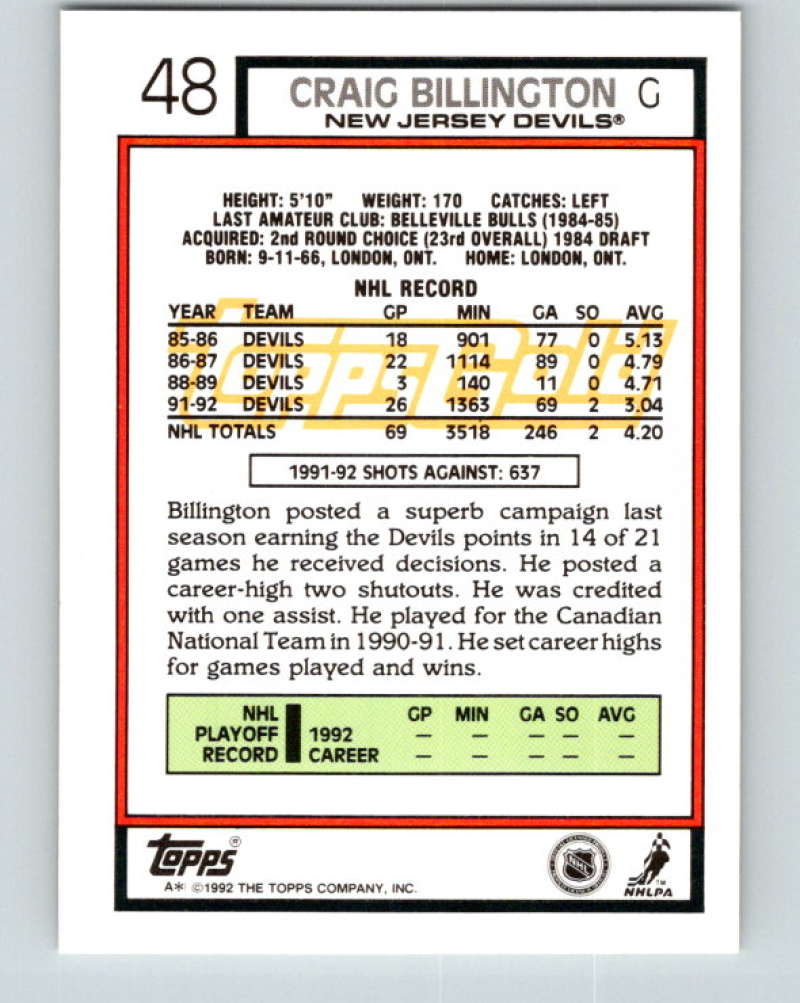 48
CRAIG BILLINGTON G
NEW JERSEY DEVILS®
HEIGHT: 5'10" WEIGHT: 170 CATCHES: LEFT
LAST AMATEUR CLUB: BELLEVILLE BULLS (1984-85)
ACQUIRED: 2nd ROUND CHOICE (23rd OVERALL) 1984 DRAFT
BORN: 9-11-66, LONDON, ONT. HOME: LONDON, ONT.
NHL RECORD
YEAR TEAM GP MIN GA SO AVG
85-86 DEVILS 18 901 77 0 5.13
86-87 DEVILS 22 1114 89 0 4.79
88-89 DEVILS 3 140 11 0 4.71
91-92 DEVILS 26 1363 69 2 3.04
NHL TOTALS 69 3518 246 2 4.20
Topps Gold
1991-92 SHOTS AGAINST: 637
Billington posted a superb campaign last
season earning the Devils points in 14 of 21
games he received decisions. He posted a
career-high two shutouts. He was credited
with one assist. He played for the Canadian
National Team in 1990-91. He set career highs
for games played and wins.
NHL GP MIN GA SO AVG
PLAYOFF 1992 — — — — —
RECORD CAREER — — — — —
Topps®
A* ©1992 THE TOPPS COMPANY, INC.
NHL
NHLPA™